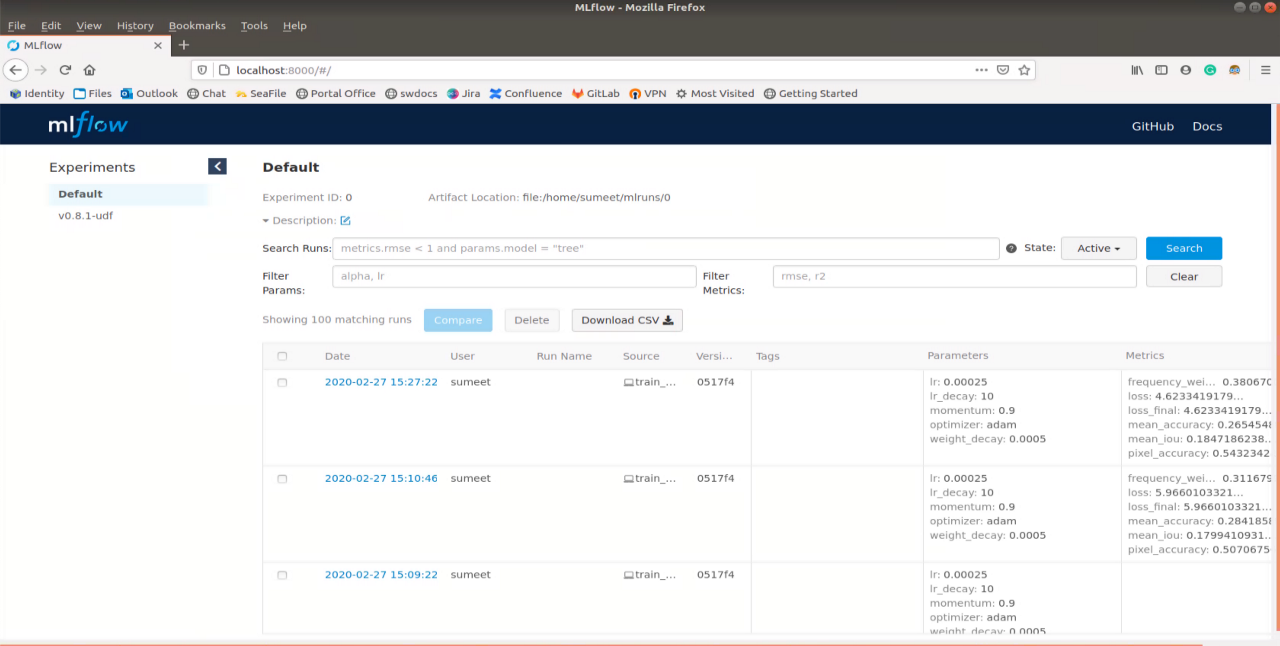 MLflow - Mozilla Firefox
File Edit View History Bookmarks Tools Help
MLflow
localhost:8000/#/
Identity Files Outlook Chat SeaFile Portal Office swdocs Jira Confluence GitLab VPN Most Visited Getting Started
mlflow GitHub Docs
Experiments
Default
v0.8.1-udf
Default
Experiment ID: 0 Artifact Location: file:/home/sumeet/mlruns/0
Description:
Search Runs: metrics.rmse < 1 and params.model = "tree" State: Active Search
Filter Params: alpha, lr Filter Metrics: rmse, r2 Clear
Showing 100 matching runs Compare Delete Download CSV
Date User Run Name Source Versi... Tags Parameters Metrics
2020-02-27 15:27:22 sumeet train_... 0517f4 lr: 0.00025 frequency_wei... 0.380670
lr_decay: 10 loss: 4.6233419179...
momentum: 0.9 loss_final: 4.6233419179...
optimizer: adam mean_accuracy: 0.2654548
weight_decay: 0.0005 mean_iou: 0.1847186238...
pixel_accuracy: 0.5432342
2020-02-27 15:10:46 sumeet train_... 0517f4 lr: 0.00025 frequency_wei... 0.311679
lr_decay: 10 loss: 5.9660103321...
momentum: 0.9 loss_final: 5.9660103321...
optimizer: adam mean_accuracy: 0.2841858
weight_decay: 0.0005 mean_iou: 0.1799410931...
pixel_accuracy: 0.5070675
2020-02-27 15:09:22 sumeet train_... 0517f4 lr: 0.00025
lr_decay: 10
momentum: 0.9
optimizer: adam
weight_decay: 0.0005